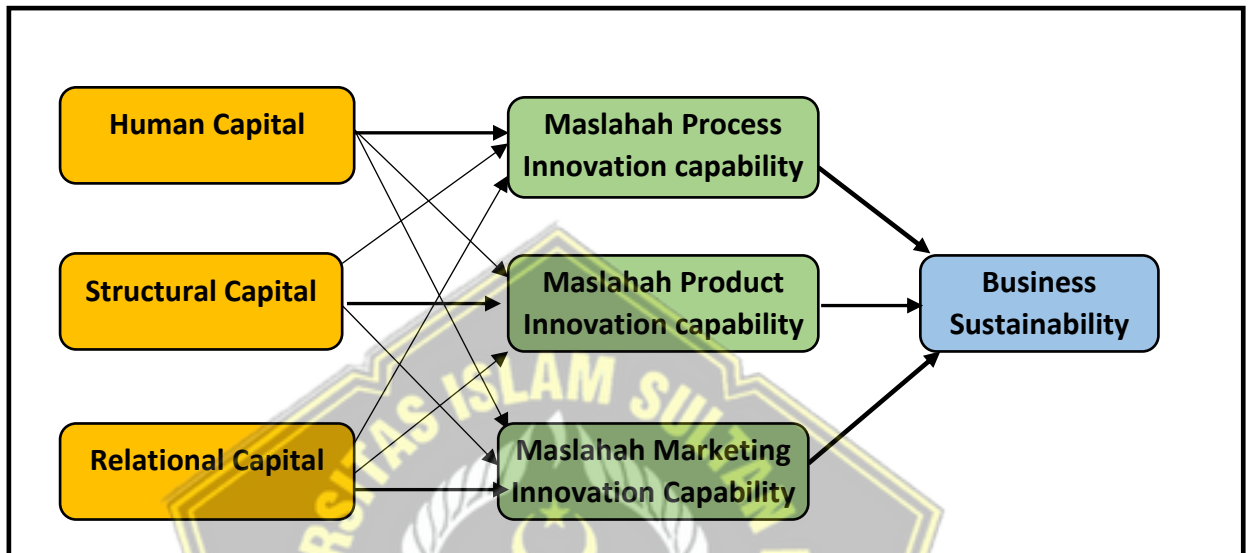 Human Capital
Structural Capital
Relational Capital
Maslahah Process
Innovation capability
Maslahah Product
Innovation capability
Maslahah Marketing
Innovation Capability
Business
Sustainability
ISLAM